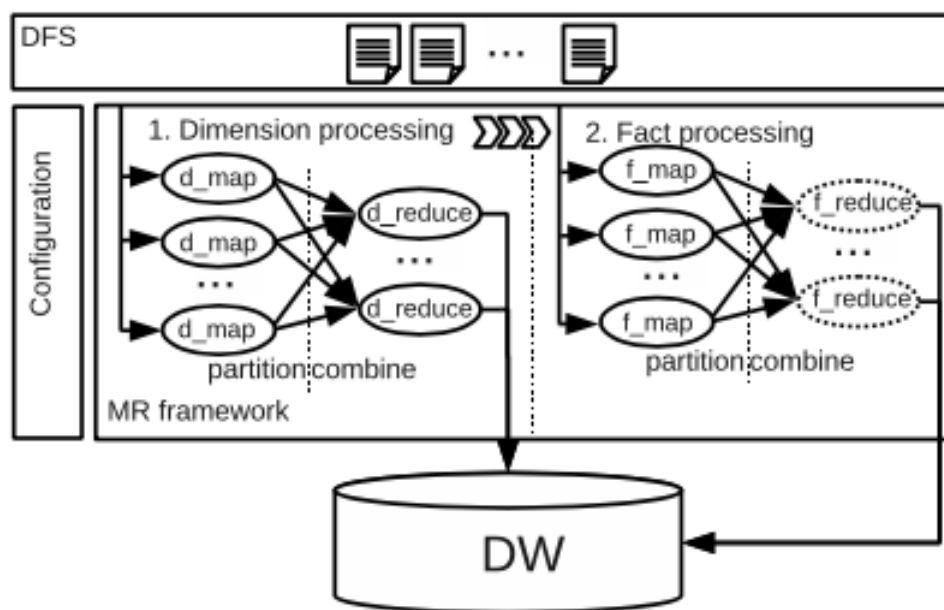 DFS
...
Configuration
1. Dimension processing
d_map
d_map
...
d_map
d_reduce
...
d_reduce
partition combine
2. Fact processing
f_map
f_map
...
f_map
f_reduce
...
f_reduce
partition combine
MR framework
DW